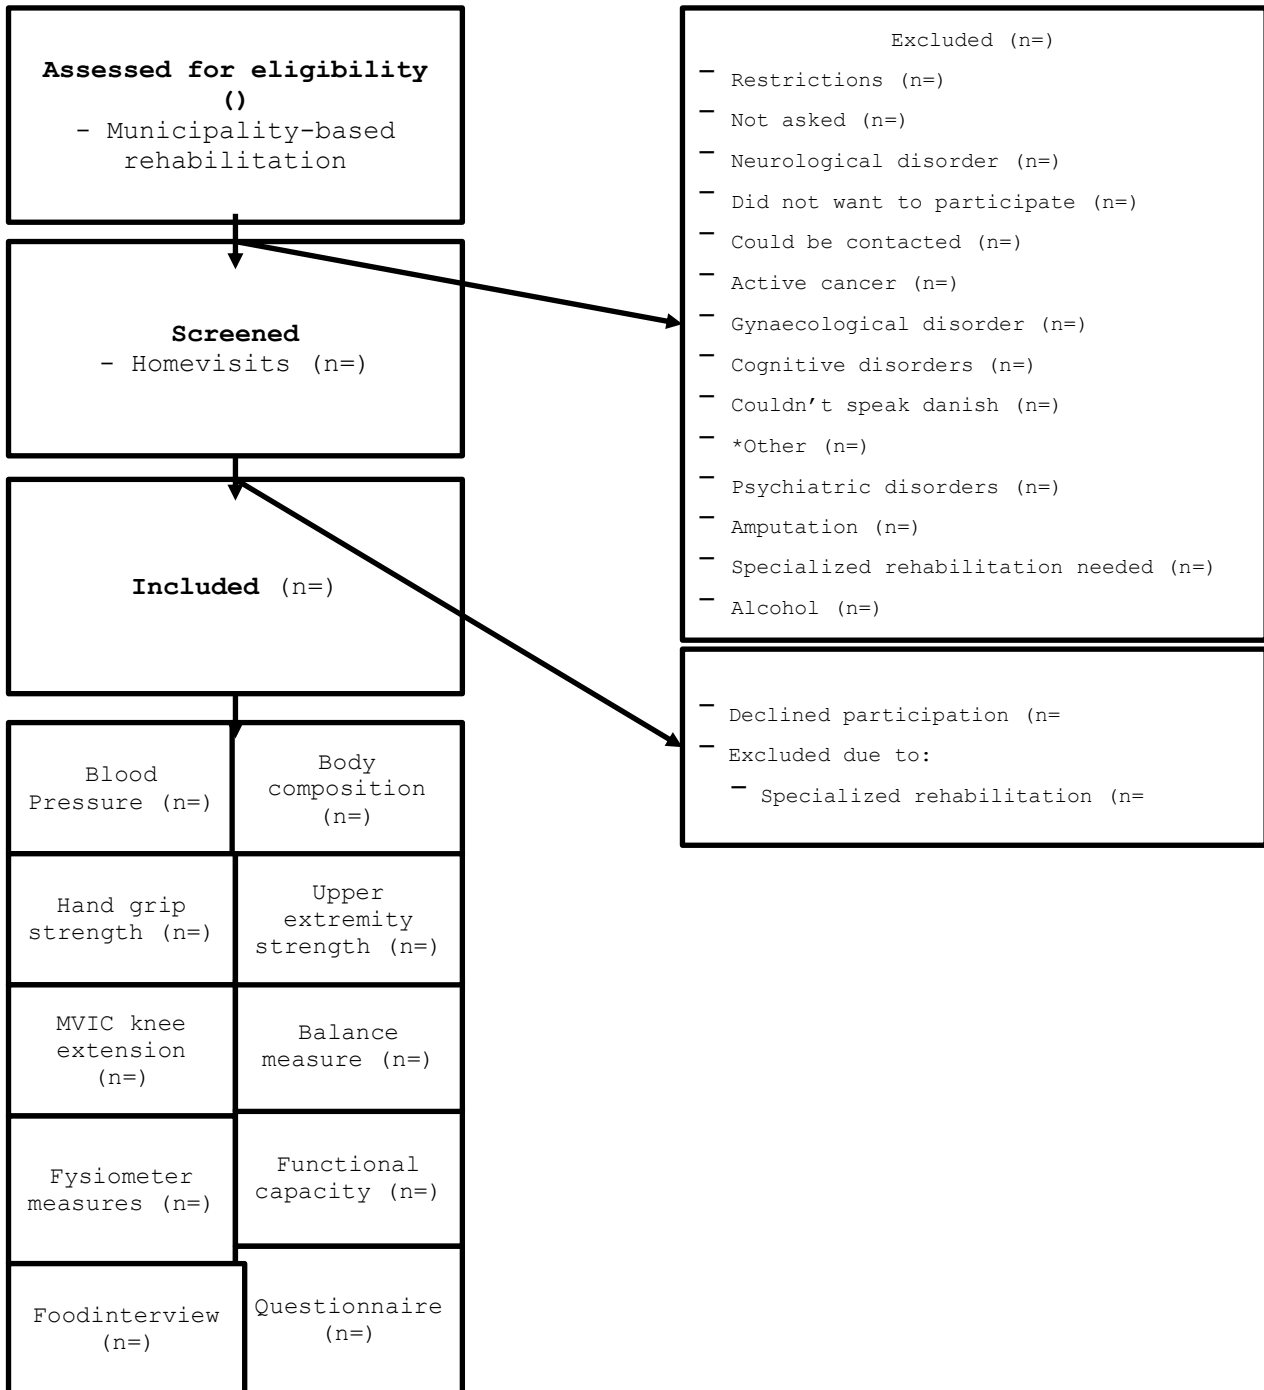 Assessed for eligibility
()
- Municipality-based
rehabilitation
Screened
- Homevisits (n=)
Included (n=)
Blood
Pressure (n=)
Body
composition
(n=)
Hand grip
strength (n=)
Upper
extremity
strength (n=)
MVIC knee
extension
(n=)
Balance
measure (n=)
Fysiometer
measures (n=)
Functional
capacity (n=)
Foodinterview
(n=)
Questionnaire
(n=)
Excluded (n=)
– Restrictions (n=)
– Not asked (n=)
– Neurological disorder (n=)
– Did not want to participate (n=)
– Could be contacted (n=)
– Active cancer (n=)
– Gynaecological disorder (n=)
– Cognitive disorders (n=)
– Couldn’t speak danish (n=)
– *Other (n=)
– Psychiatric disorders (n=)
– Amputation (n=)
– Specialized rehabilitation needed (n=)
– Alcohol (n=)
– Declined participation (n=
– Excluded due to:
– Specialized rehabilitation (n=